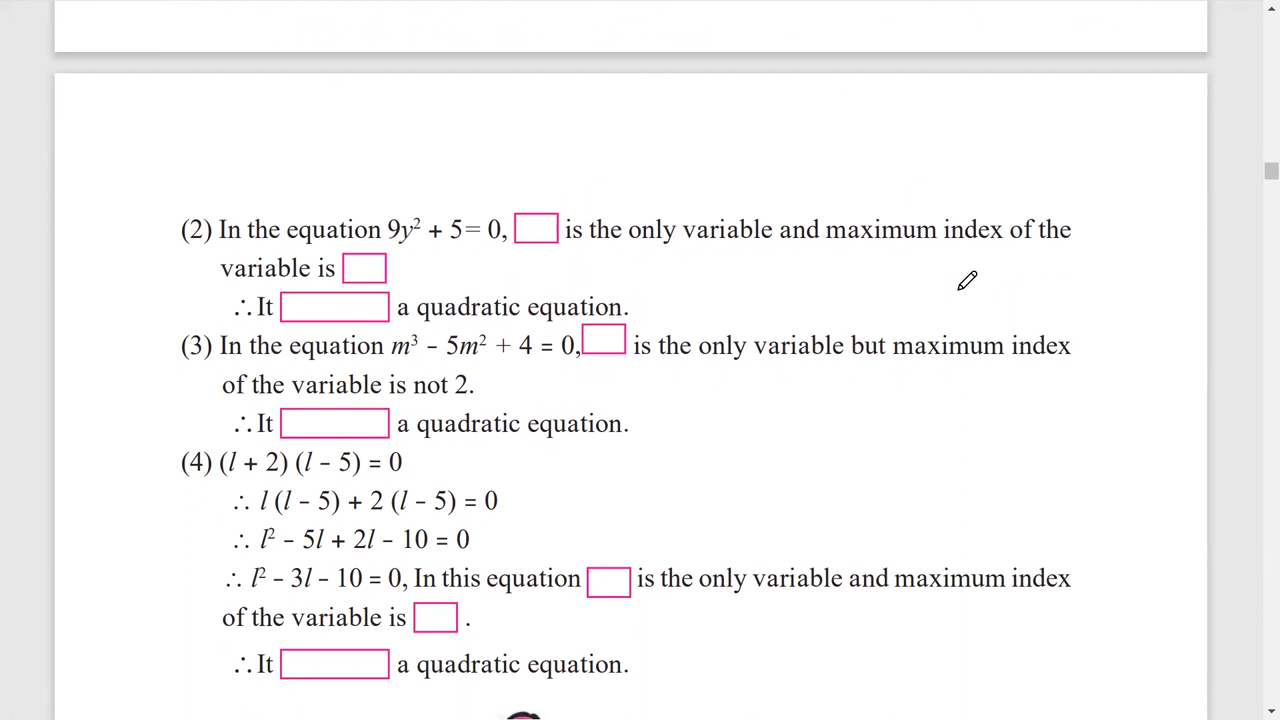 (2) In the equation 9y² + 5= 0, is the only variable and maximum index of the
variable is
∴ It a quadratic equation.
(3) In the equation m³ – 5m² + 4 = 0, is the only variable but maximum index
of the variable is not 2.
∴ It a quadratic equation.
(4) (l + 2) (l – 5) = 0
∴ l (l – 5) + 2 (l – 5) = 0
∴ l² – 5l + 2l – 10 = 0
∴ l² – 3l – 10 = 0, In this equation is the only variable and maximum index
of the variable is .
∴ It a quadratic equation.